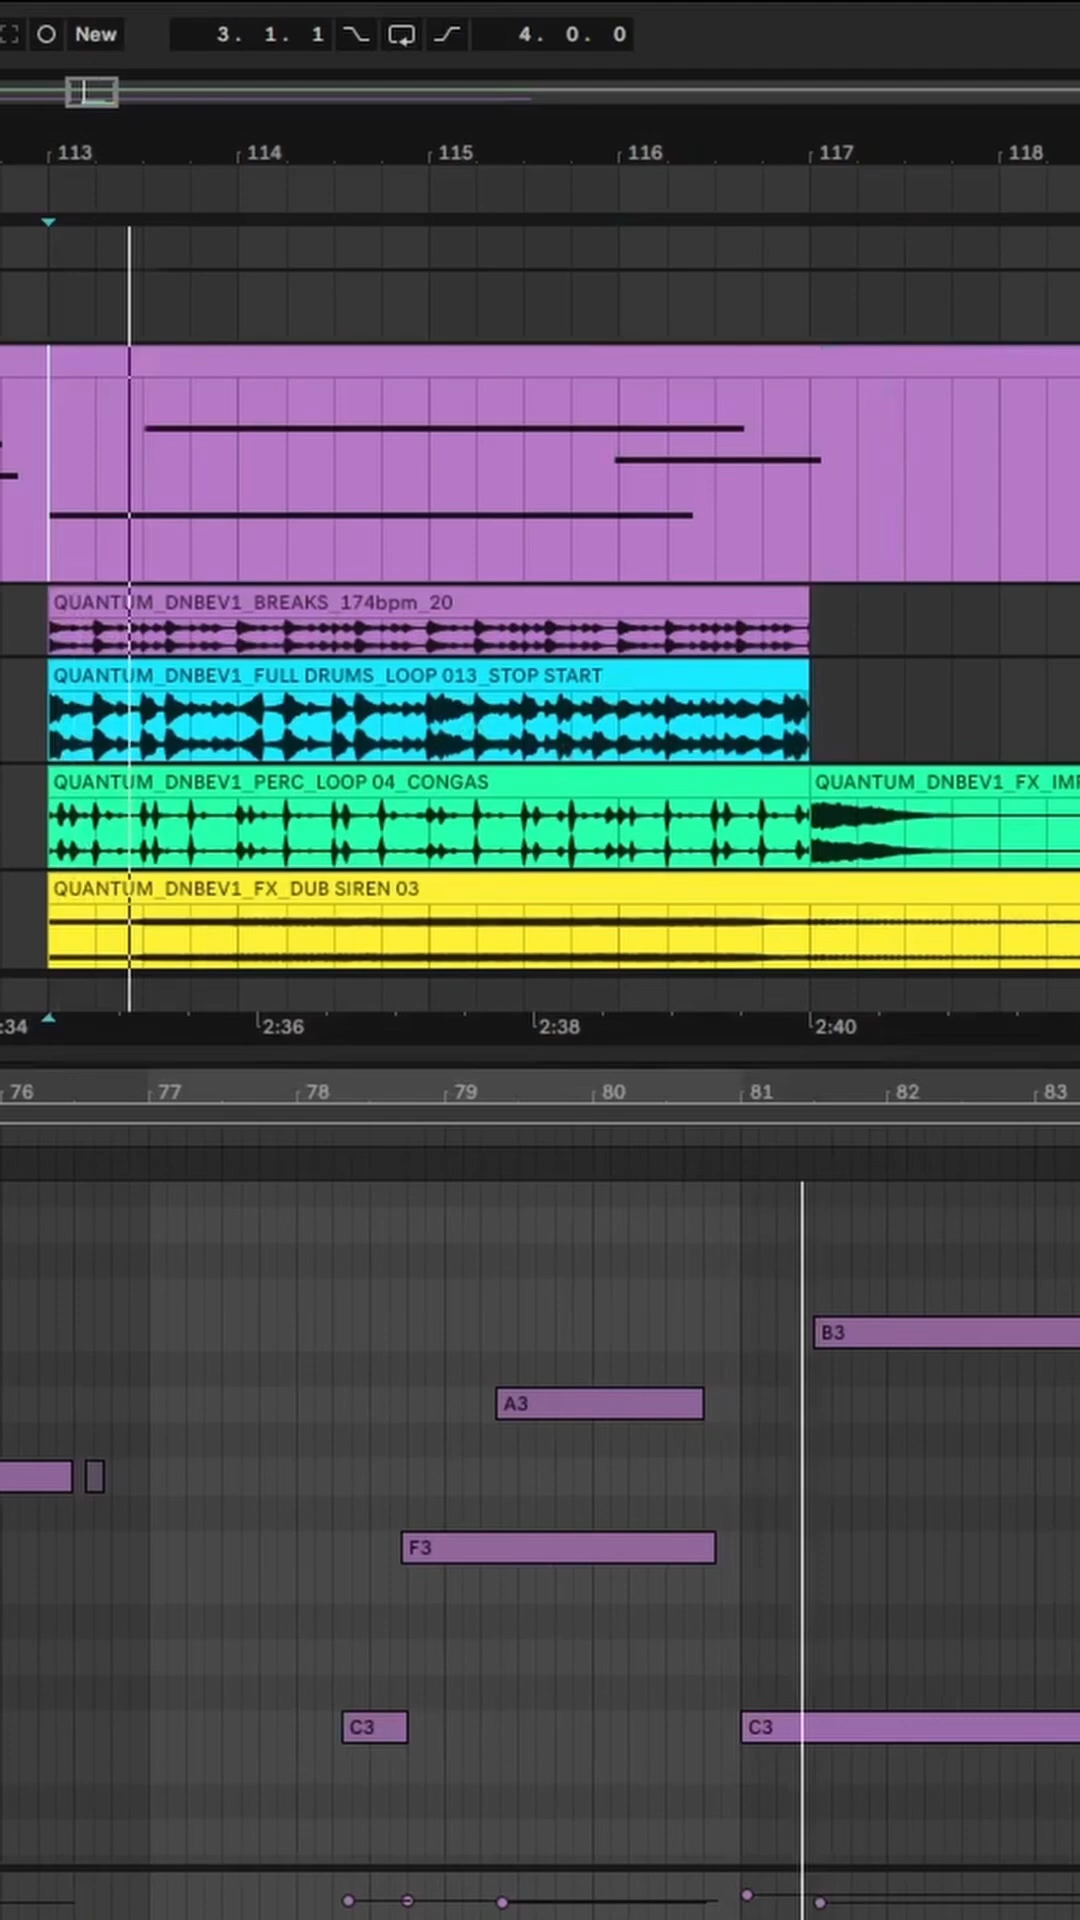 New 3. 1. 1 4. 0. 0
113 114 115 116 117 118
QUANTUM_DNBEV1_BREAKS_174bpm_20
QUANTUM_DNBEV1_FULL DRUMS_LOOP 013_STOP START
QUANTUM_DNBEV1_PERC_LOOP 04_CONGAS QUANTUM_DNBEV1_FX_IMP
QUANTUM_DNBEV1_FX_DUB SIREN 03
:34 2:36 2:38 2:40
76 77 78 79 80 81 82 83
B3
A3
F3
C3 C3